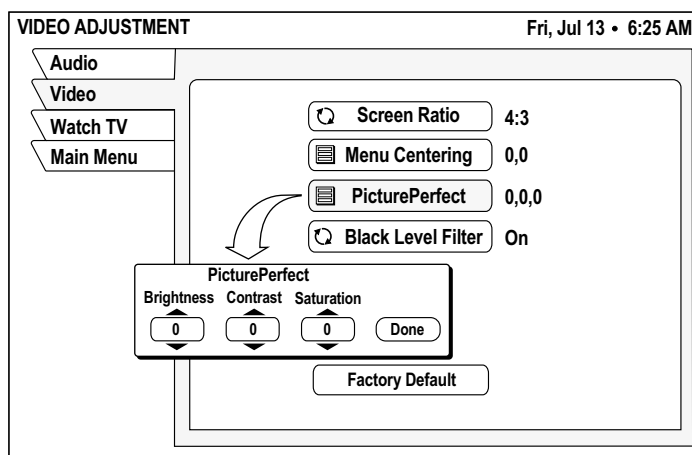 VIDEO ADJUSTMENT Fri, Jul 13 • 6:25 AM
Audio
Video
Watch TV
Main Menu
Screen Ratio 4:3
Menu Centering 0,0
PicturePerfect 0,0,0
Black Level Filter On
PicturePerfect
Brightness Contrast Saturation
0 0 0 Done
Factory Default